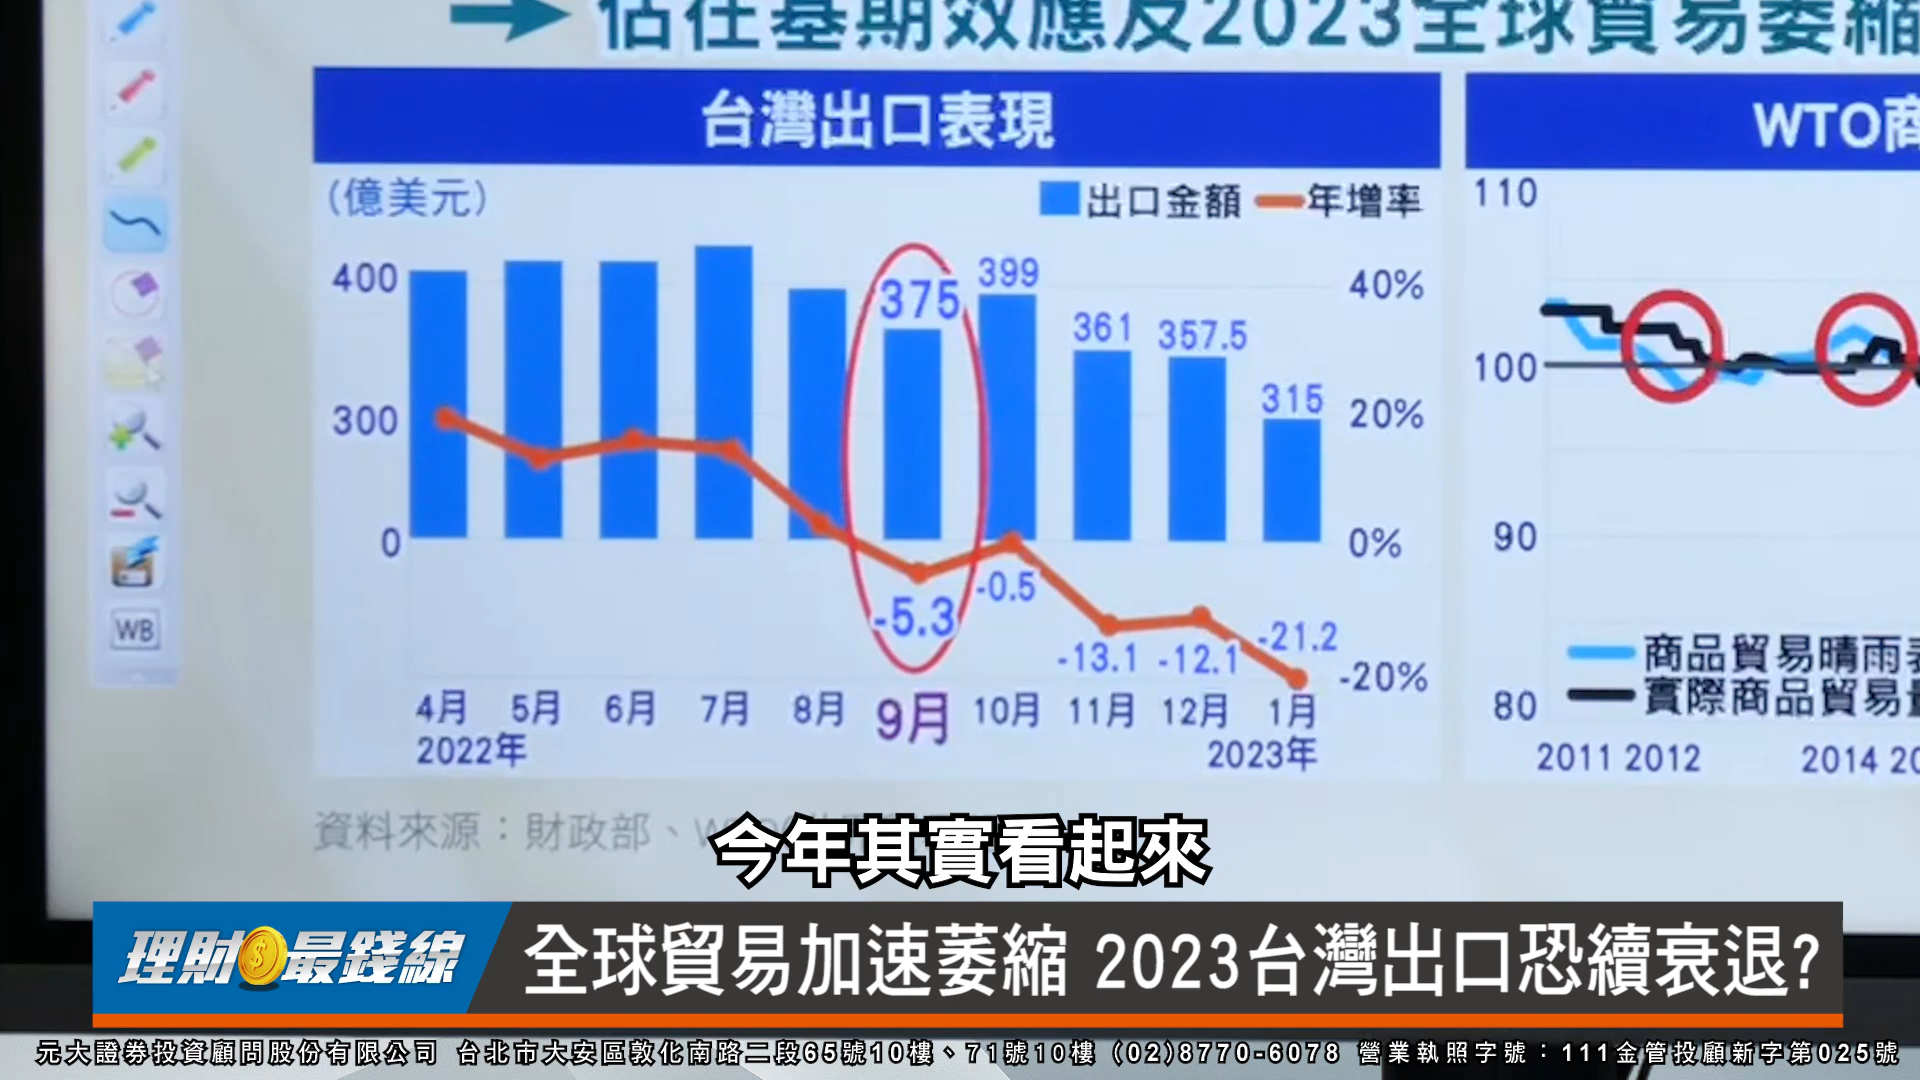 估在基期效應及2023全球貿易萎縮
台灣出口表現
(億美元)
出口金額 年增率
400
300
0
375
399
361
357.5
315
40%
20%
0%
-20%
-5.3
-0.5
-13.1
-12.1
-21.2
4月 5月 6月 7月 8月 9月 10月 11月 12月 1月
2022年 2023年
WTO商
110
100
90
80
商品貿易晴雨表
實際商品貿易量
2011 2012 2014 20
WB
資料來源：財政部、W
今年其實看起來
理財最錢線
全球貿易加速萎縮 2023台灣出口恐續衰退?
元大證券投資顧問股份有限公司 台北市大安區敦化南路二段65號10樓、71號10樓 (02)8770-6078 營業執照字號：111金管投顧新字第025號